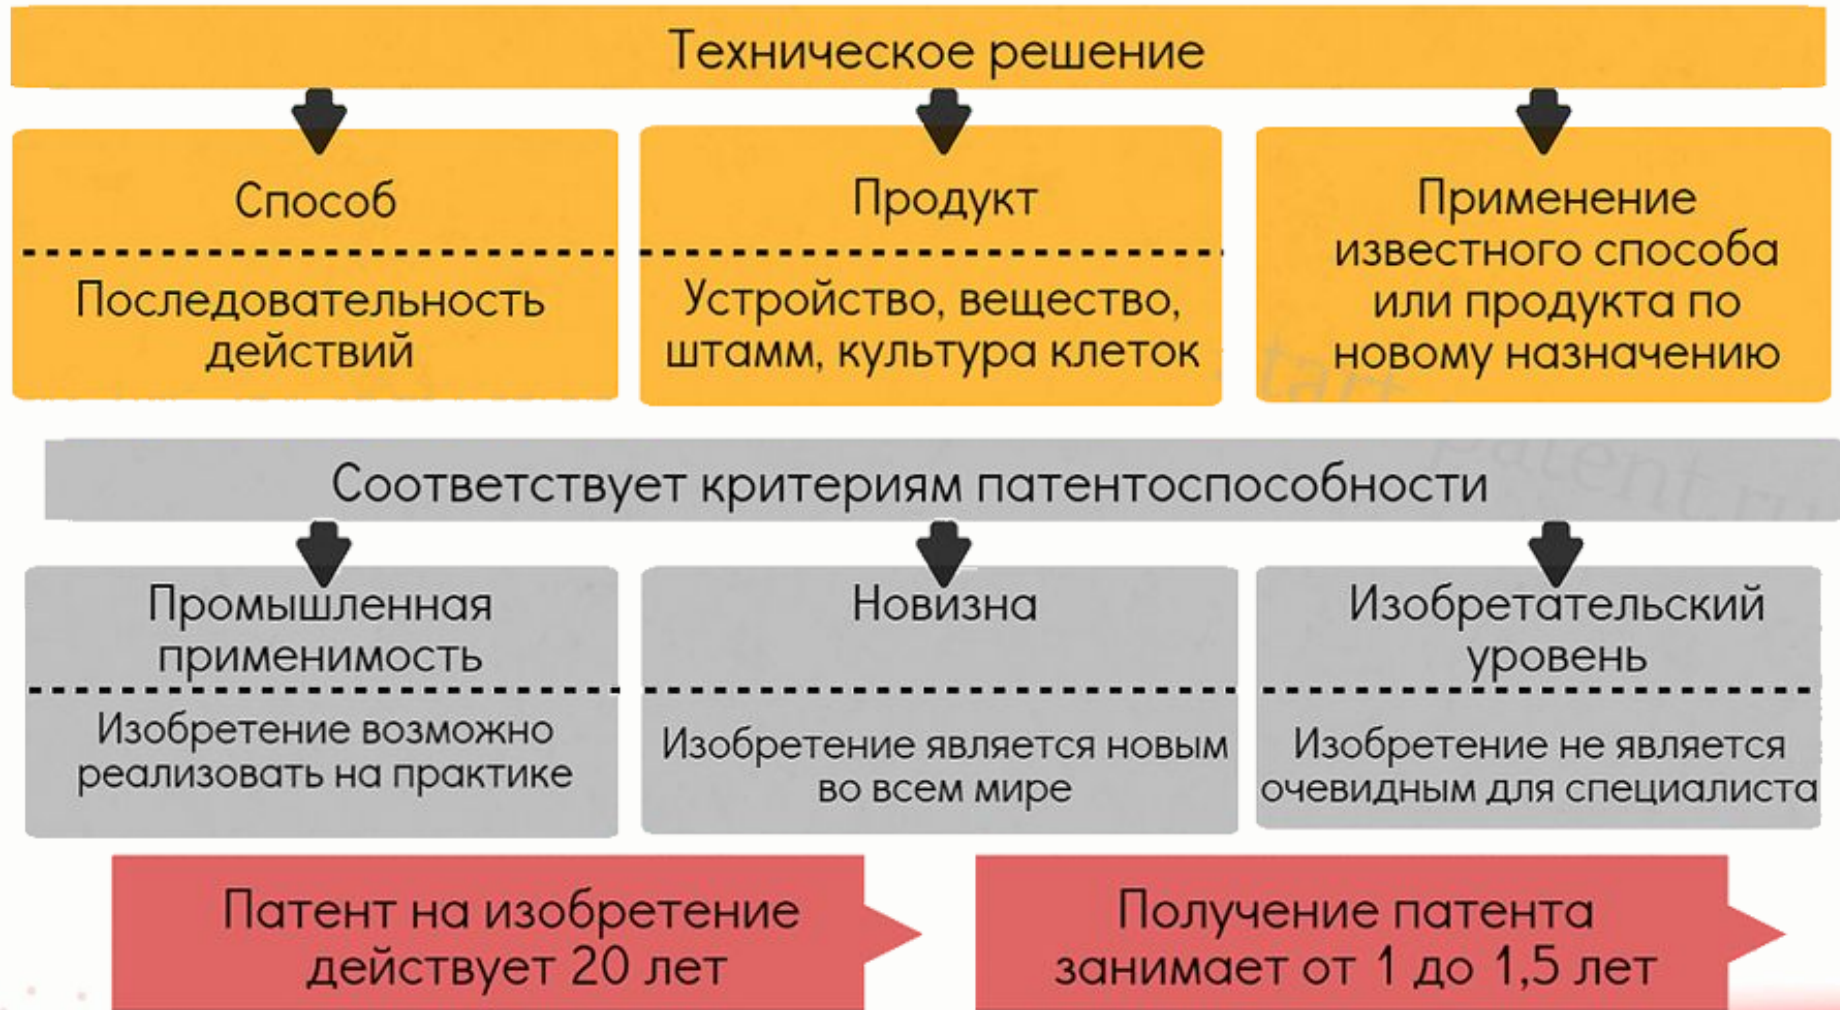 Техническое решение
Способ
Последовательность
действий
Продукт
Устройство, вещество,
штамм, культура клеток
Применение
известного способа
или продукта по
новому назначению
Соответствует критериям патентоспособности
Промышленная
применимость
Изобретение возможно
реализовать на практике
Новизна
Изобретение является новым
во всем мире
Изобретательский
уровень
Изобретение не является
очевидным для специалиста
Патент на изобретение
действует 20 лет
Получение патента
занимает от 1 до 1,5 лет
start
patent.ru